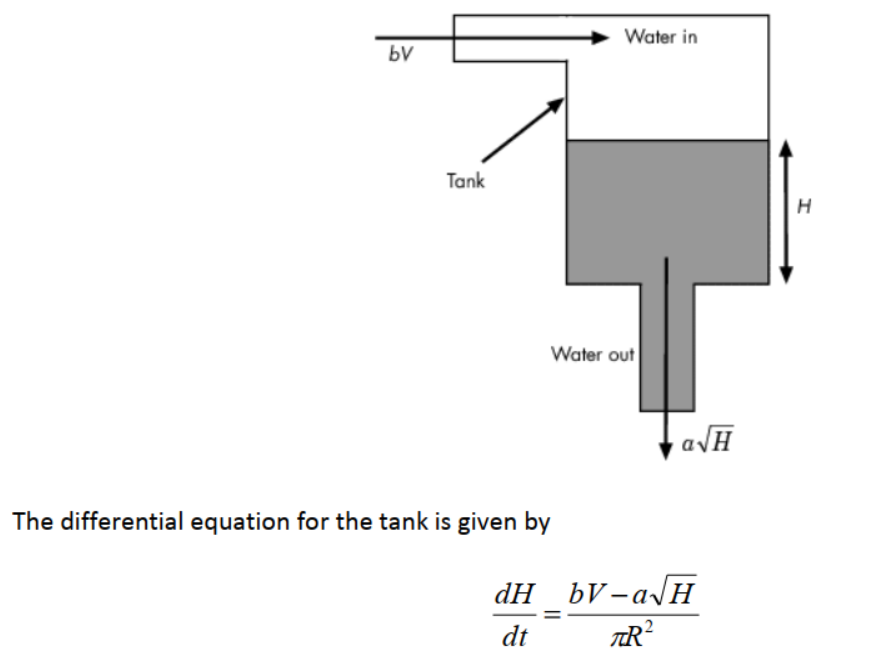 Water in
bV
Tank
H
Water out
a√H
The differential equation for the tank is given by
dH/dt = (bV − a√H)/(πR²)